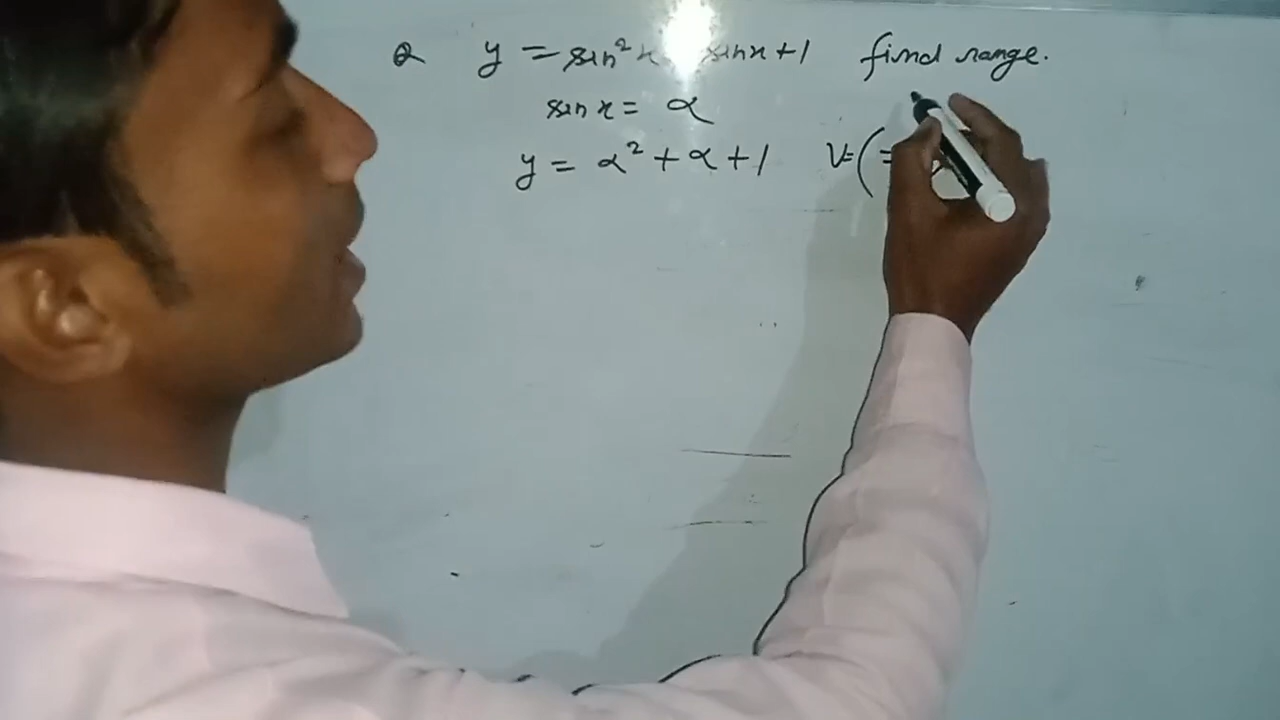 Q y = sin²x sinx+1 find range.
sin x = α
y = α² + α + 1 V=(